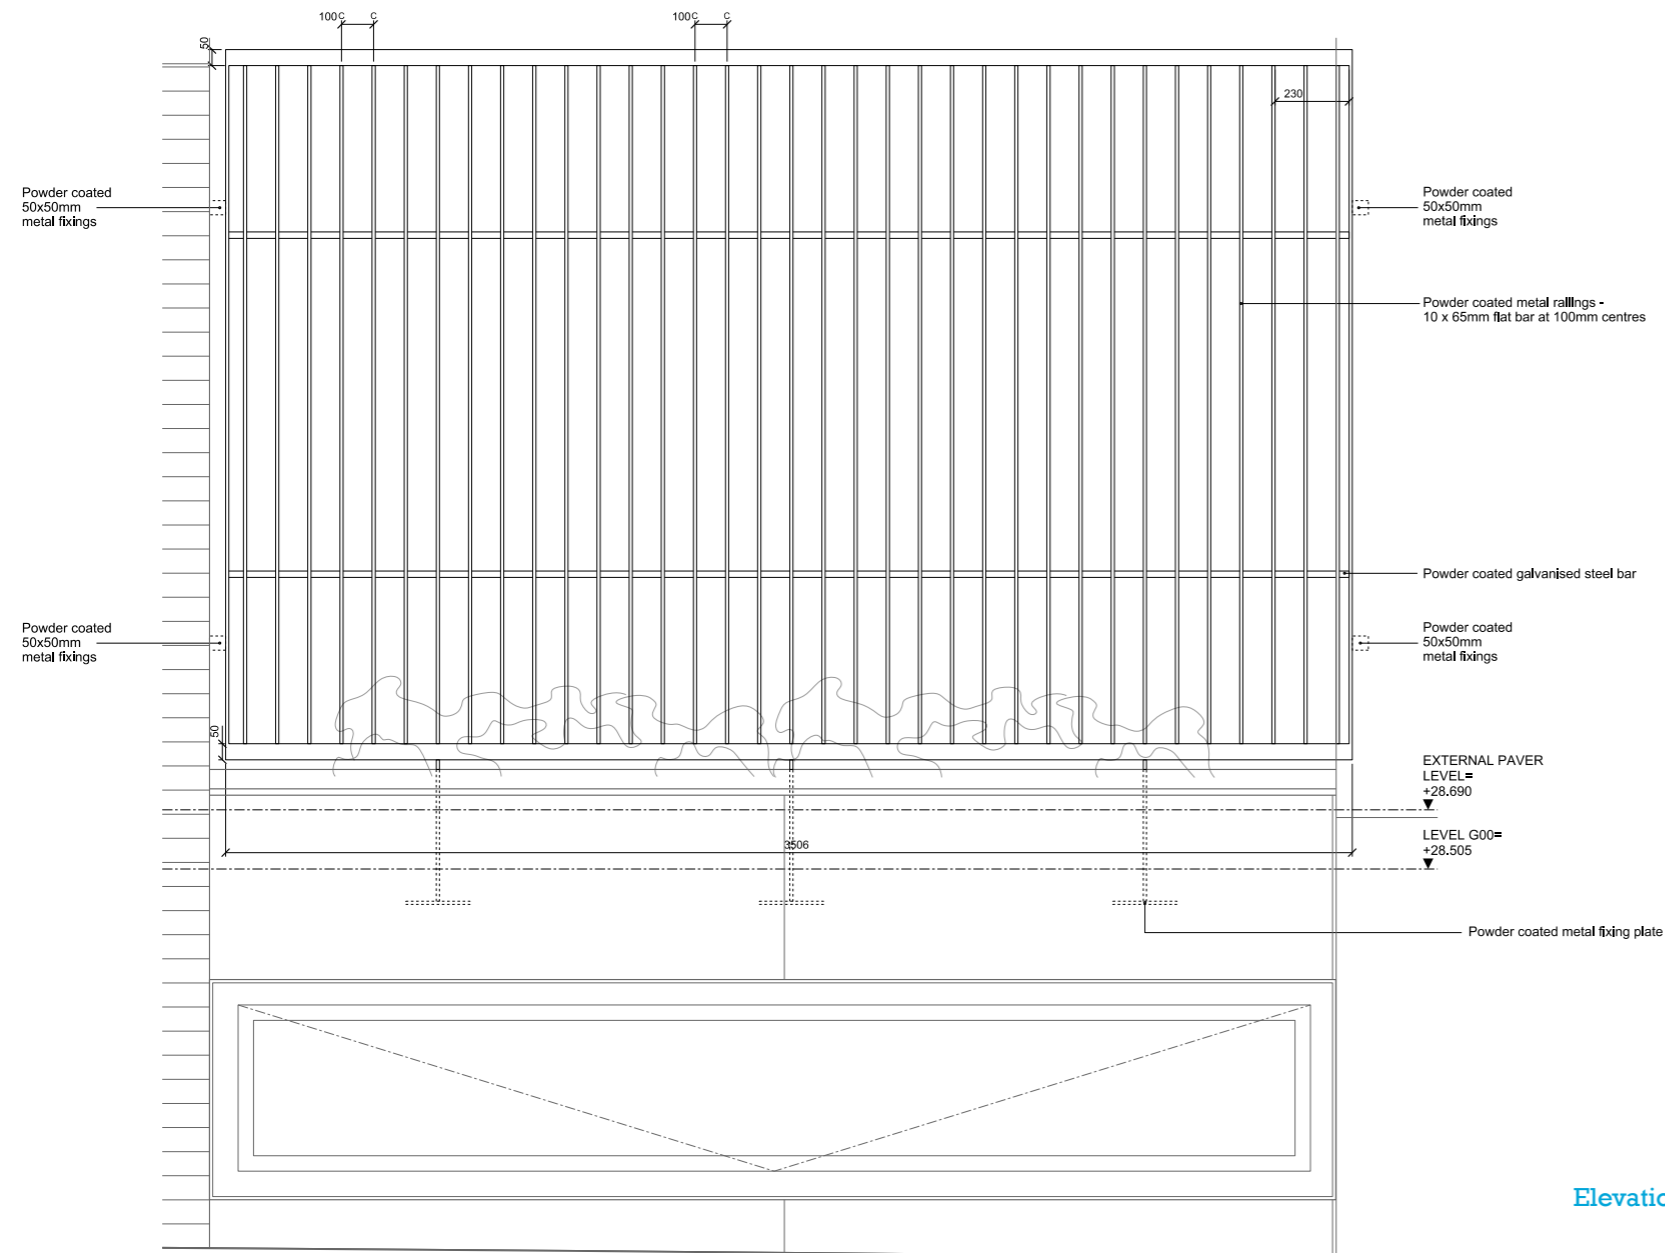 100 C C
100 C C
50
230
Powder coated
50x50mm
metal fixings
Powder coated
50x50mm
metal fixings
Powder coated metal railings -
10 x 65mm flat bar at 100mm centres
Powder coated galvanised steel bar
Powder coated
50x50mm
metal fixings
Powder coated
50x50mm
metal fixings
50
EXTERNAL PAVER
LEVEL=
+28.690
3506
LEVEL G00=
+28.505
Powder coated metal fixing plate